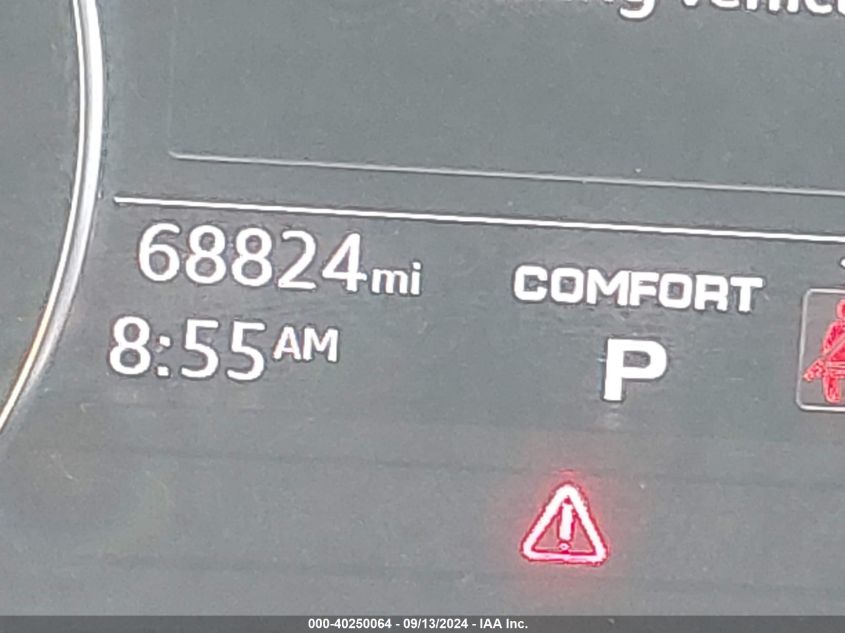 68824mi
COMFORT
8:55AM
P
000-40250064 - 09/13/2024 - IAA Inc.